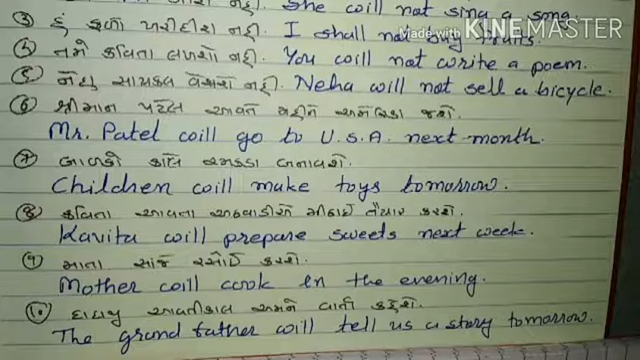 She will not sing a song.
③ હું ફળો ખરીદીશ નહીં. I shall not buy fruits.
④ તમે કવિતા લખશો નહી. You will not write a poem.
⑤ નેહા સાયકલ વેચશે નહી. Neha will not sell a bicycle.
⑥ શ્રીમાન પટેલ આવતે મહીને અમેરિકા જશે.
Mr. Patel will go to U.S.A. next month.
⑦ બાળકો કાલે રમકડા બનાવશે.
Children will make toys tomorrow.
⑧ કવિતા આવતા અઠવાડીએ મીઠાઈ તૈયાર કરશે.
Kavita will prepare sweets next week.
⑨ માતા સાંજે રસોઈ કરશે.
Mother will cook in the evening.
⑩ દાદાજી આવતીકાલે અમને વાર્તા કહેશે.
The grand father will tell us a story tomorrow.
Made with KINEMASTER